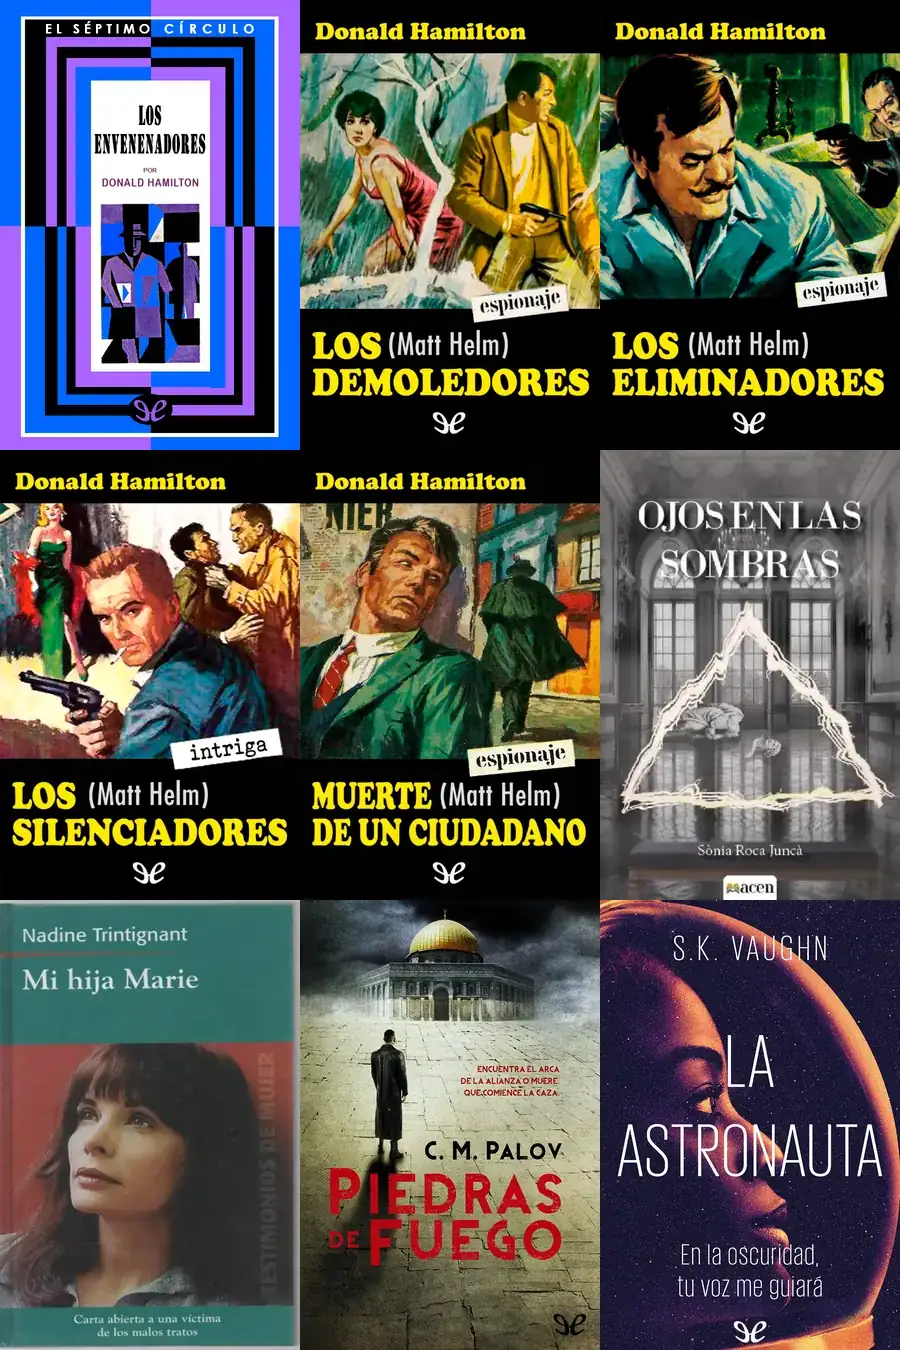 EL SÉPTIMO CÍRCULO
LOS
ENVENENADORES
POR
DONALD HAMILTON
Donald Hamilton
espionaje
LOS (Matt Helm)
DEMOLEDORES
Donald Hamilton
espionaje
LOS (Matt Helm)
ELIMINADORES
Donald Hamilton
intriga
LOS (Matt Helm)
SILENCIADORES
Donald Hamilton
NIER
espionaje
MUERTE (Matt Helm)
DE UN CIUDADANO
OJOS EN LAS
SOMBRAS
Sònia Roca Juncà
acen
Nadine Trintignant
Mi hija Marie
TESTIMONIOS DE MUJER
Carta abierta a una víctima
de los malos tratos
ENCUENTRA EL ARCA
DE LA ALIANZA O MUERE.
QUE COMIENCE LA CAZA.
C. M. PALOV
PIEDRAS
DE FUEGO
S.K. VAUGHN
LA
ASTRONAUTA
En la oscuridad,
tu voz me guiará